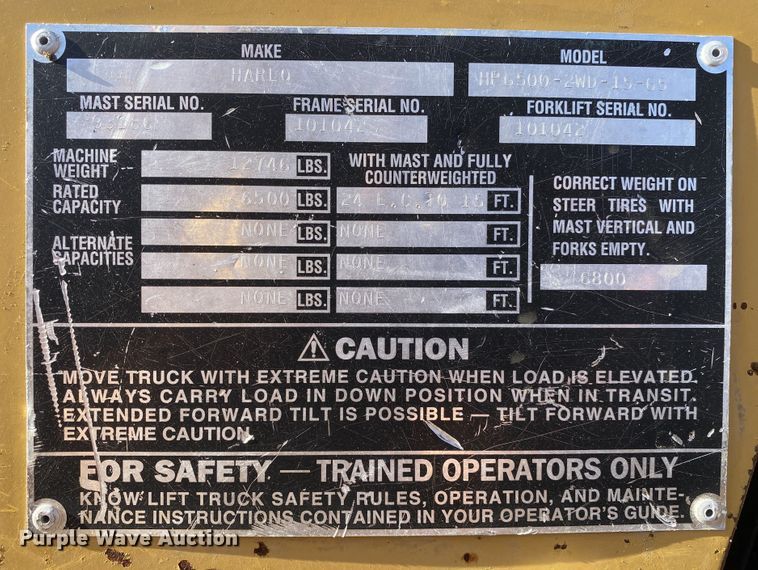 MAKE MODEL
HARLO HP6500-2WD-15-G5
MAST SERIAL NO. FRAME SERIAL NO. FORKLIFT SERIAL NO.
101042 101042
MACHINE WEIGHT 12746 LBS. WITH MAST AND FULLY COUNTERWEIGHTED
RATED CAPACITY 6500 LBS. 24 L.C.TO 15 FT.
ALTERNATE CAPACITIES NONE LBS. NONE FT.
LBS. NONE FT.
NONE LBS. NONE FT.
CORRECT WEIGHT ON
STEER TIRES WITH
MAST VERTICAL AND
FORKS EMPTY.
6800
CAUTION
MOVE TRUCK WITH EXTREME CAUTION WHEN LOAD IS ELEVATED.
ALWAYS CARRY LOAD IN DOWN POSITION WHEN IN TRANSIT.
EXTENDED FORWARD TILT IS POSSIBLE — TILT FORWARD WITH
EXTREME CAUTION.
FOR SAFETY — TRAINED OPERATORS ONLY
KNOW LIFT TRUCK SAFETY RULES, OPERATION, AND MAINTE-
NANCE INSTRUCTIONS CONTAINED IN YOUR OPERATOR'S GUIDE.
Purple Wave Auction